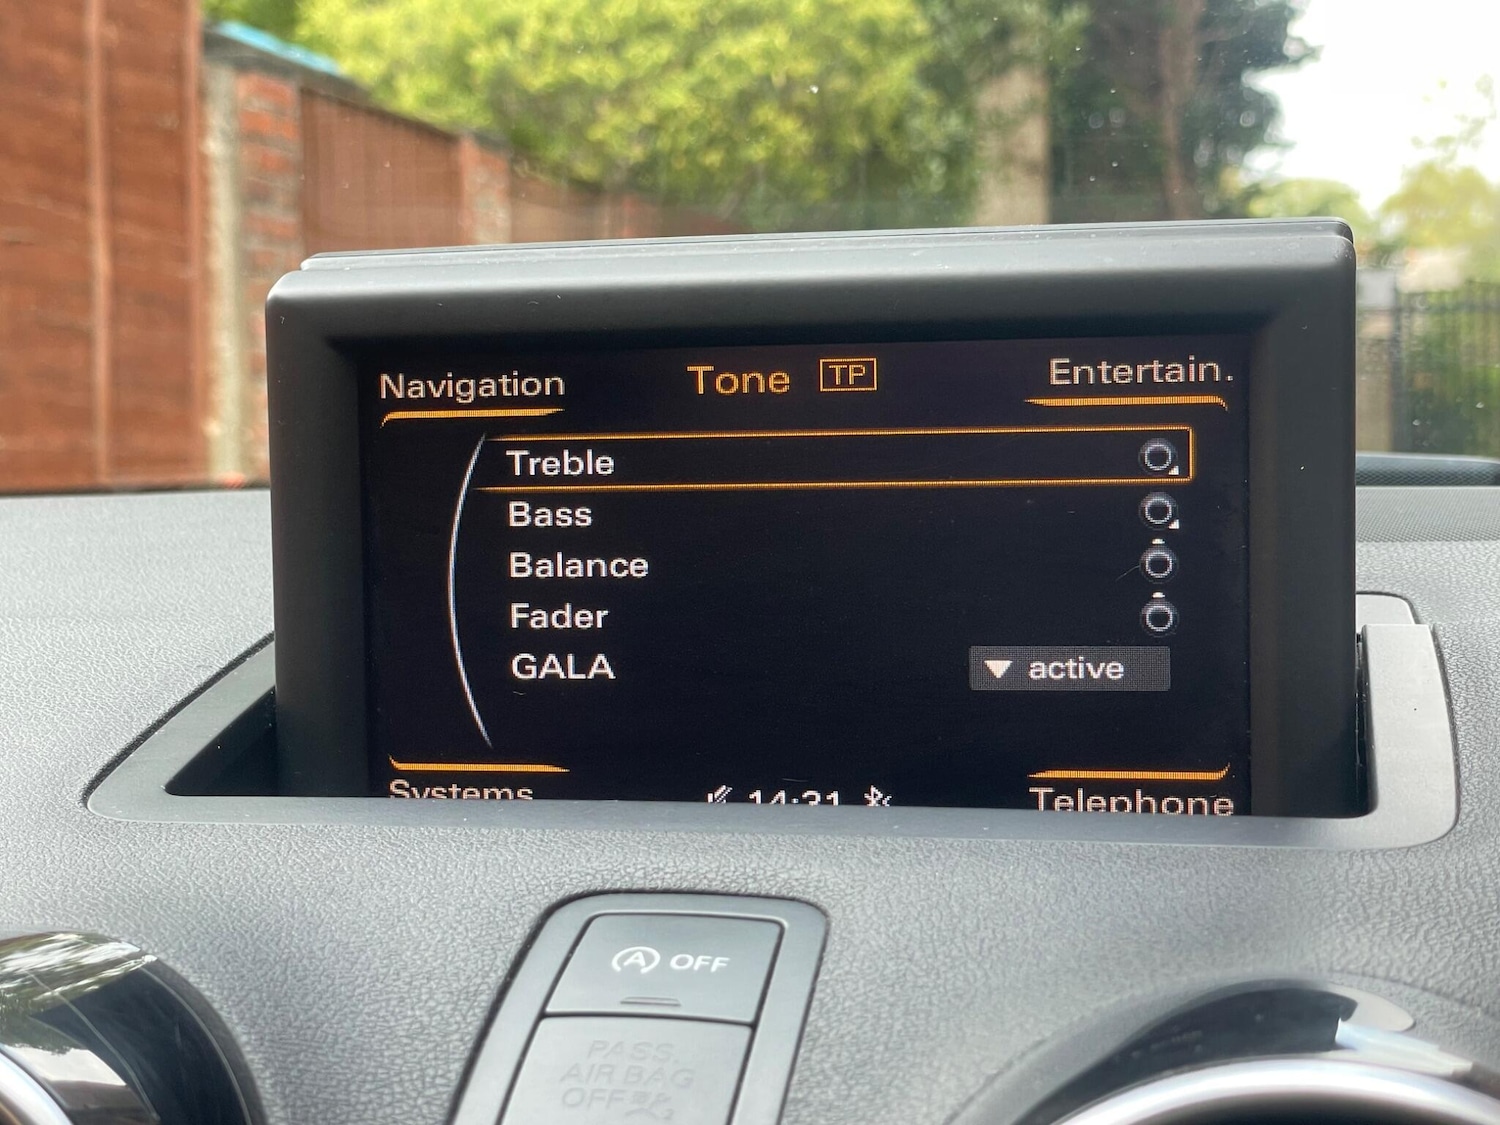 Navigation Tone TP Entertain.
Treble
Bass
Balance
Fader
GALA active
Systems 14:31 Telephone
A OFF
PASS.
AIR BAG
OFF